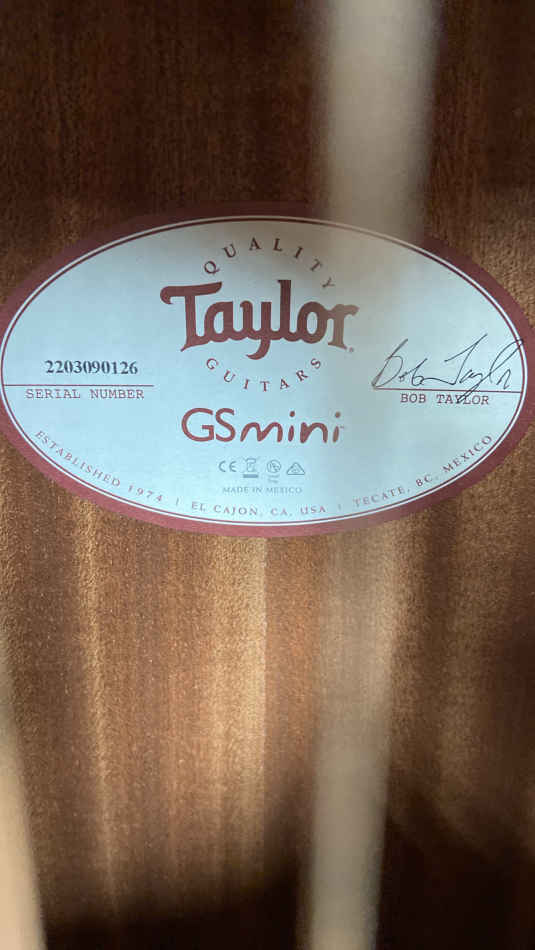 QUALITY
Taylor
GUITARS
2203090126
SERIAL NUMBER
Bob Taylor
BOB TAYLOR
GSmini
CE
MADE IN MEXICO
ESTABLISHED 1974 | EL CAJON, CA, USA | TECATE, BC, MEXICO